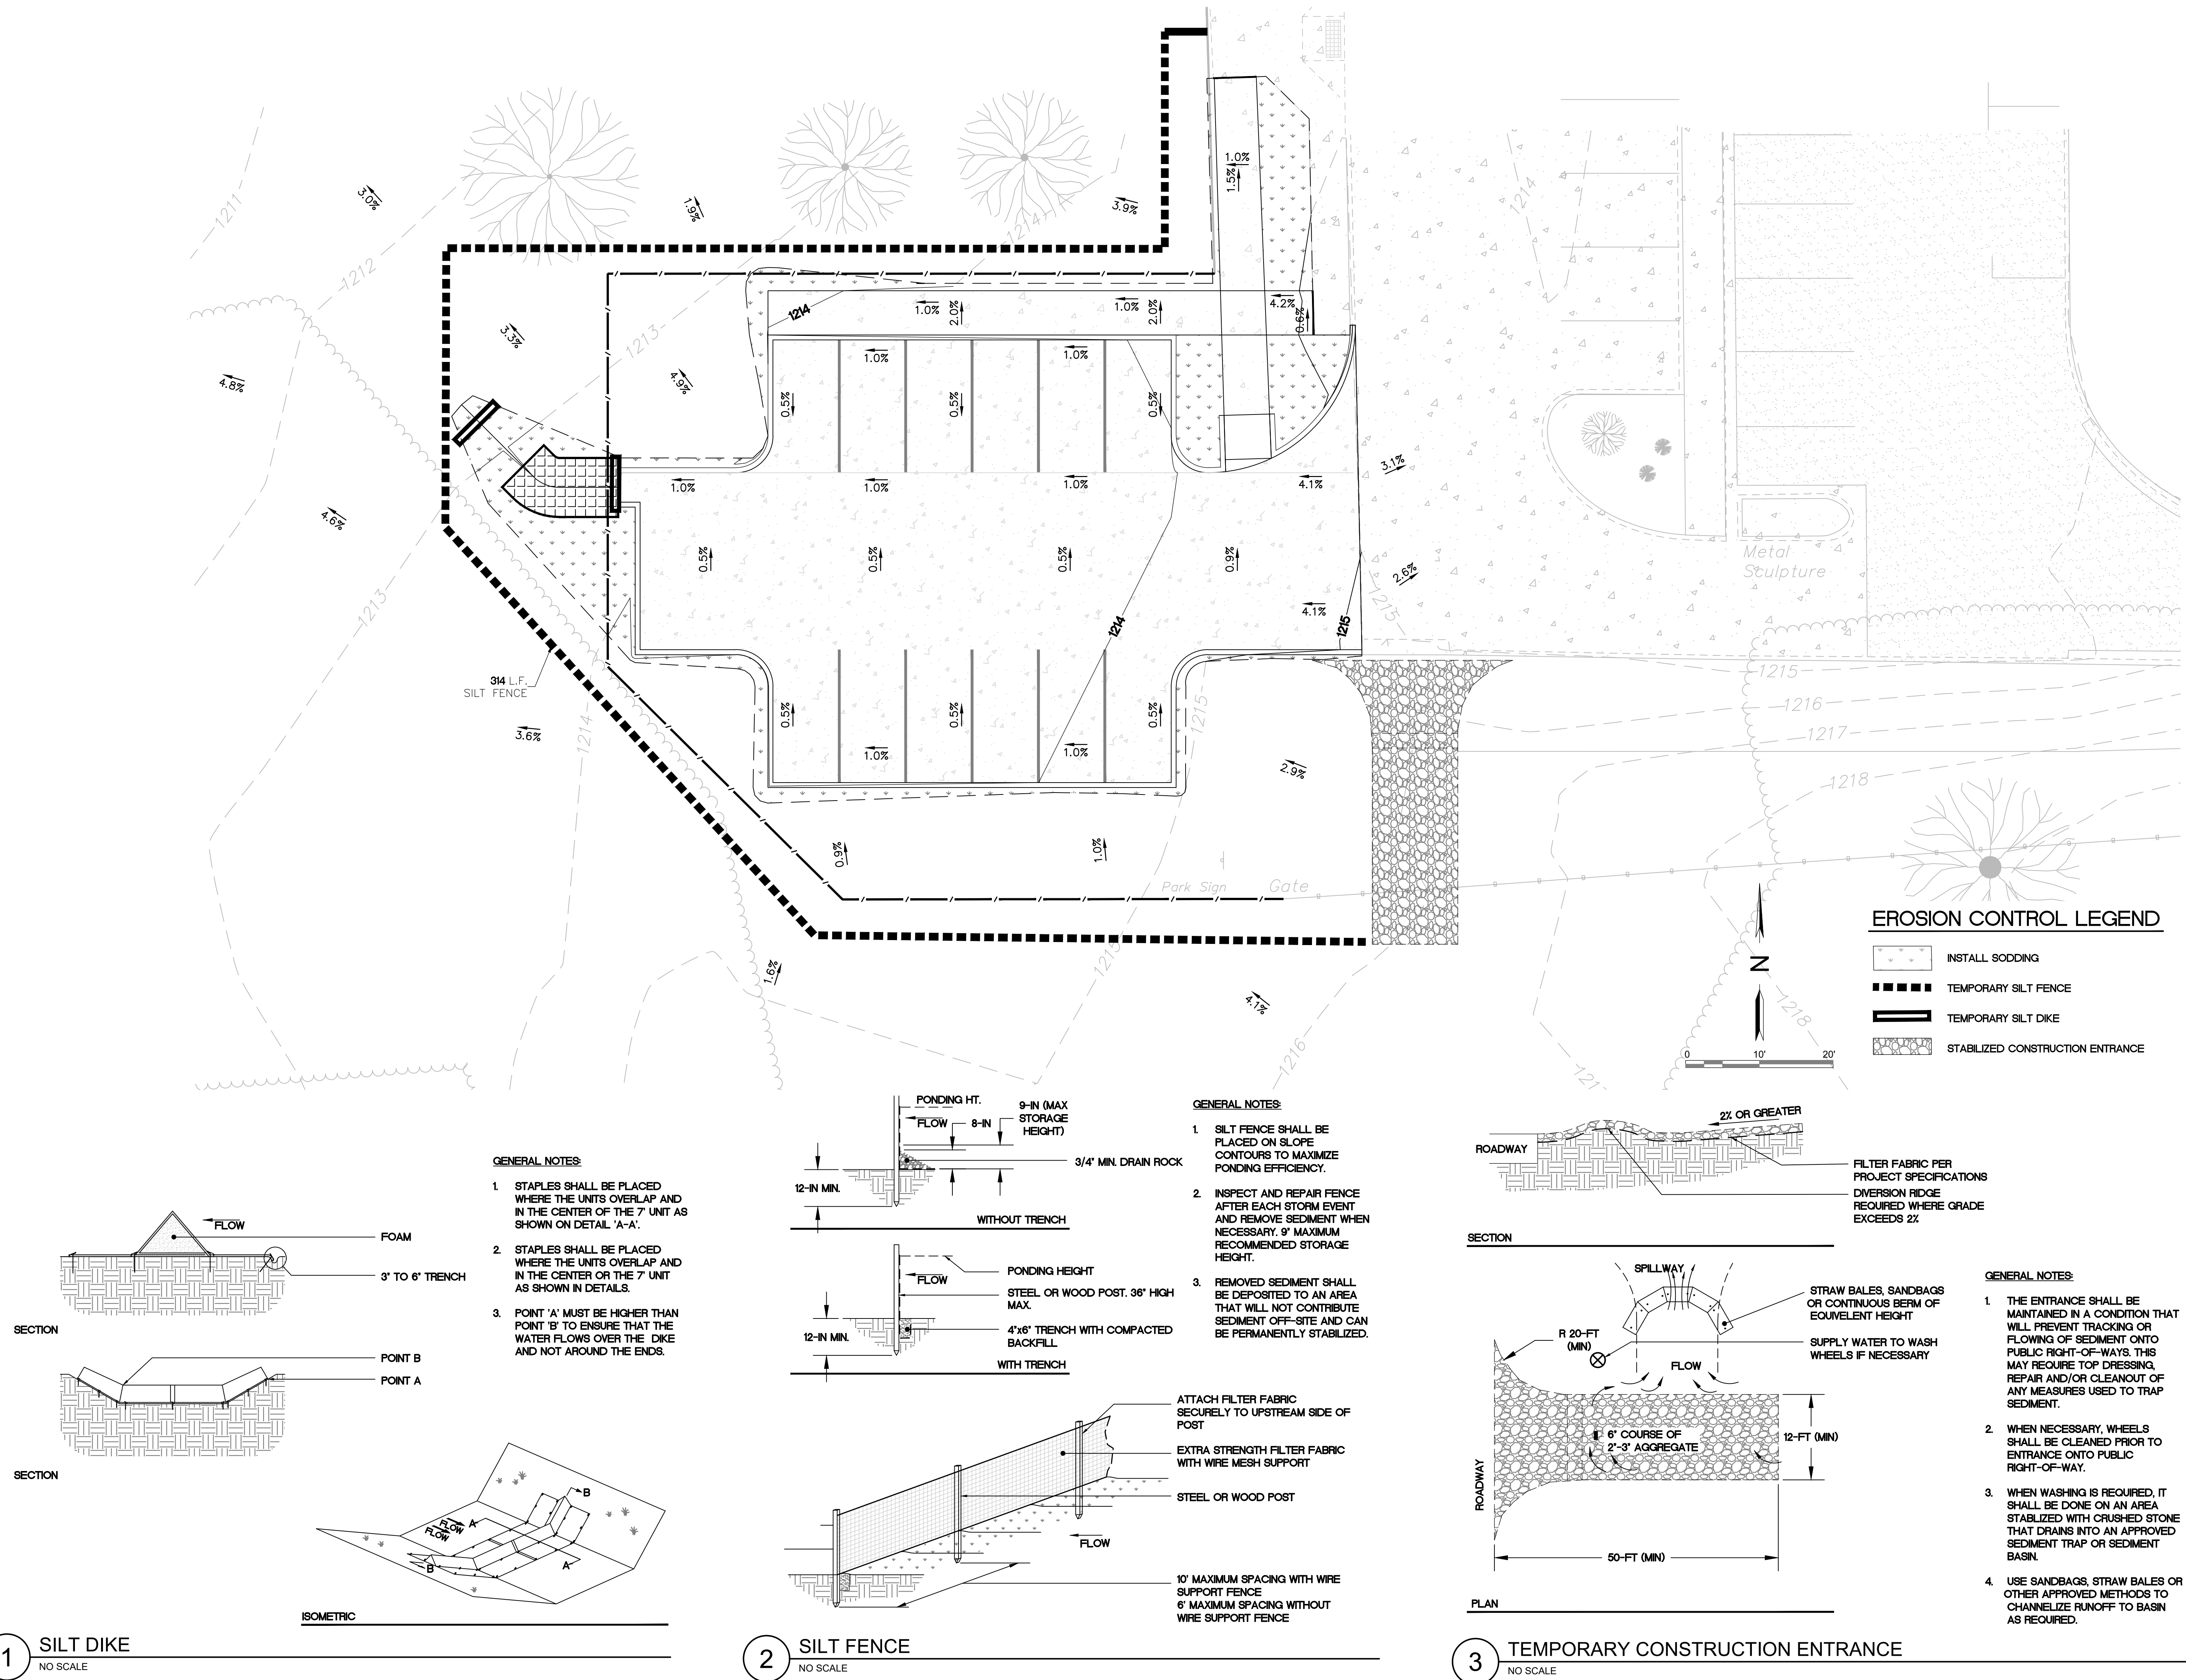 1211
3.0%
1.9%
3.9%
1214
1212
1213
1.0%
1.5%
1214
3.3%
4.8%
4.9%
1214
1.0%
2.0%
1.0%
2.0%
4.2%
0.6%
1.0%
1.0%
0.5%
0.5%
0.5%
1.0%
1.0%
1.0%
4.1%
3.1%
4.6%
0.5%
0.5%
0.5%
0.9%
2.6%
4.1%
1215
Metal
Sculpture
1213
1214
1215
314 L.F.
SILT FENCE
3.6%
1214
0.5%
0.5%
0.5%
1.0%
1.0%
1215
2.9%
1215
1216
1217
1218
0.9%
1.0%
Park Sign
Gate
1.6%
1215
4.1%
1216
1218
N
0 10' 20'
EROSION CONTROL LEGEND
INSTALL SODDING
TEMPORARY SILT FENCE
TEMPORARY SILT DIKE
STABILIZED CONSTRUCTION ENTRANCE
FLOW
FOAM
3" TO 6" TRENCH
SECTION
POINT B
POINT A
SECTION
GENERAL NOTES:
1. STAPLES SHALL BE PLACED
WHERE THE UNITS OVERLAP AND
IN THE CENTER OF THE 7' UNIT AS
SHOWN ON DETAIL 'A-A'.
2. STAPLES SHALL BE PLACED
WHERE THE UNITS OVERLAP AND
IN THE CENTER OR THE 7' UNIT
AS SHOWN IN DETAILS.
3. POINT 'A' MUST BE HIGHER THAN
POINT 'B' TO ENSURE THAT THE
WATER FLOWS OVER THE DIKE
AND NOT AROUND THE ENDS.
FLOW
FLOW
A
B
B
A
ISOMETRIC
1 SILT DIKE
NO SCALE
PONDING HT.
FLOW
8-IN
9-IN (MAX
STORAGE
HEIGHT)
3/4" MIN. DRAIN ROCK
12-IN MIN.
WITHOUT TRENCH
FLOW
PONDING HEIGHT
STEEL OR WOOD POST. 36" HIGH
MAX.
12-IN MIN.
4"x6" TRENCH WITH COMPACTED
BACKFILL
WITH TRENCH
GENERAL NOTES:
1. SILT FENCE SHALL BE
PLACED ON SLOPE
CONTOURS TO MAXIMIZE
PONDING EFFICIENCY.
2. INSPECT AND REPAIR FENCE
AFTER EACH STORM EVENT
AND REMOVE SEDIMENT WHEN
NECESSARY. 9" MAXIMUM
RECOMMENDED STORAGE
HEIGHT.
3. REMOVED SEDIMENT SHALL
BE DEPOSITED TO AN AREA
THAT WILL NOT CONTRIBUTE
SEDIMENT OFF-SITE AND CAN
BE PERMANENTLY STABILIZED.
ATTACH FILTER FABRIC
SECURELY TO UPSTREAM SIDE OF
POST
EXTRA STRENGTH FILTER FABRIC
WITH WIRE MESH SUPPORT
STEEL OR WOOD POST
FLOW
10' MAXIMUM SPACING WITH WIRE
SUPPORT FENCE
6' MAXIMUM SPACING WITHOUT
WIRE SUPPORT FENCE
2 SILT FENCE
NO SCALE
2% OR GREATER
ROADWAY
FILTER FABRIC PER
PROJECT SPECIFICATIONS
DIVERSION RIDGE
REQUIRED WHERE GRADE
EXCEEDS 2%
SECTION
SPILLWAY
STRAW BALES, SANDBAGS
OR CONTINUOUS BERM OF
EQUIVELENT HEIGHT
R 20-FT
(MIN)
SUPPLY WATER TO WASH
WHEELS IF NECESSARY
FLOW
6" COURSE OF
2"-3" AGGREGATE
12-FT (MIN)
ROADWAY
50-FT (MIN)
PLAN
GENERAL NOTES:
1. THE ENTRANCE SHALL BE
MAINTAINED IN A CONDITION THAT
WILL PREVENT TRACKING OR
FLOWING OF SEDIMENT ONTO
PUBLIC RIGHT-OF-WAYS. THIS
MAY REQUIRE TOP DRESSING,
REPAIR AND/OR CLEANOUT OF
ANY MEASURES USED TO TRAP
SEDIMENT.
2. WHEN NECESSARY, WHEELS
SHALL BE CLEANED PRIOR TO
ENTRANCE ONTO PUBLIC
RIGHT-OF-WAY.
3. WHEN WASHING IS REQUIRED, IT
SHALL BE DONE ON AN AREA
STABLIZED WITH CRUSHED STONE
THAT DRAINS INTO AN APPROVED
SEDIMENT TRAP OR SEDIMENT
BASIN.
4. USE SANDBAGS, STRAW BALES OR
OTHER APPROVED METHODS TO
CHANNELIZE RUNOFF TO BASIN
AS REQUIRED.
3 TEMPORARY CONSTRUCTION ENTRANCE
NO SCALE